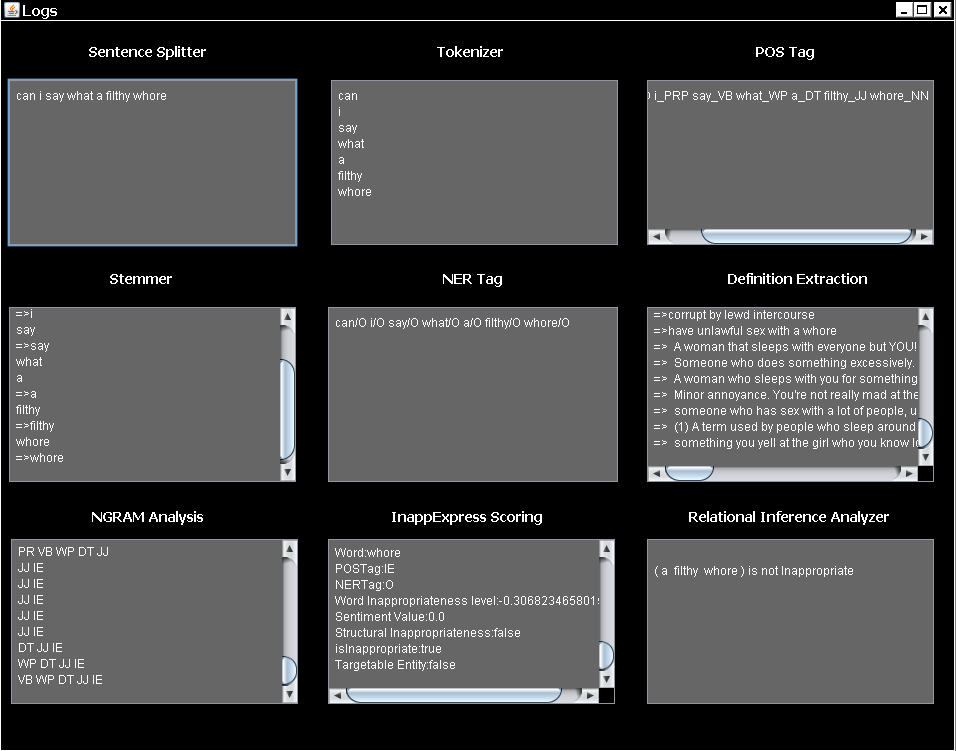 Logs
Sentence Splitter
can i say what a filthy whore
Tokenizer
can
i
say
what
a
filthy
whore
POS Tag
i_PRP say_VB what_WP a_DT filthy_JJ whore_NN
Stemmer
=>i
say
=>say
what
a
=>a
filthy
=>filthy
whore
=>whore
NER Tag
can/O i/O say/O what/O a/O filthy/O whore/O
Definition Extraction
=>corrupt by lewd intercourse
=>have unlawful sex with a whore
=> A woman that sleeps with everyone but YOU!
=> Someone who does something excessively.
=> A woman who sleeps with you for something
=> Minor annoyance. You're not really mad at the
=> someone who has sex with a lot of people, u
=> (1) A term used by people who sleep around
=> something you yell at the girl who you know
NGRAM Analysis
PR VB WP DT JJ
JJ IE
JJ IE
JJ IE
JJ IE
JJ IE
DT JJ IE
WP DT JJ IE
VB WP DT JJ IE
InappExpress Scoring
Word:whore
POSTag:IE
NERTag:O
Word Inappropriateness level:-0.306823465801
Sentiment Value:0.0
Structural Inappropriateness:false
isInappropriate:true
Targetable Entity:false
Relational Inference Analyzer
( a filthy whore ) is not Inappropriate